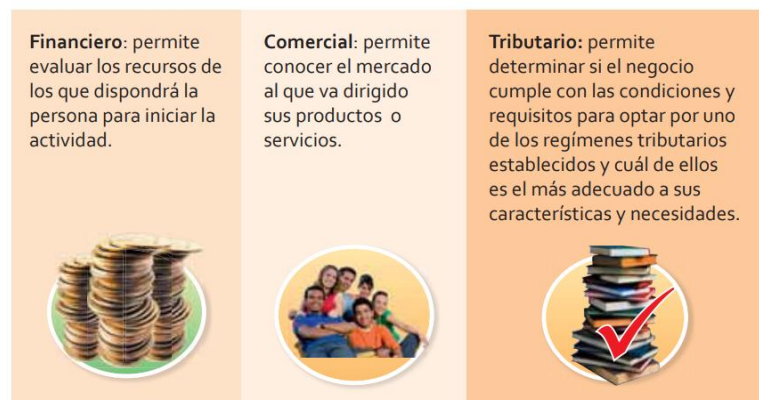 Financiero: permite
evaluar los recursos de
los que dispondrá la
persona para iniciar la
actividad.
Comercial: permite
conocer el mercado
al que va dirigido
sus productos o
servicios.
Tributario: permite
determinar si el negocio
cumple con las condiciones y
requisitos para optar por uno
de los regímenes tributarios
establecidos y cuál de ellos
es el más adecuado a sus
características y necesidades.